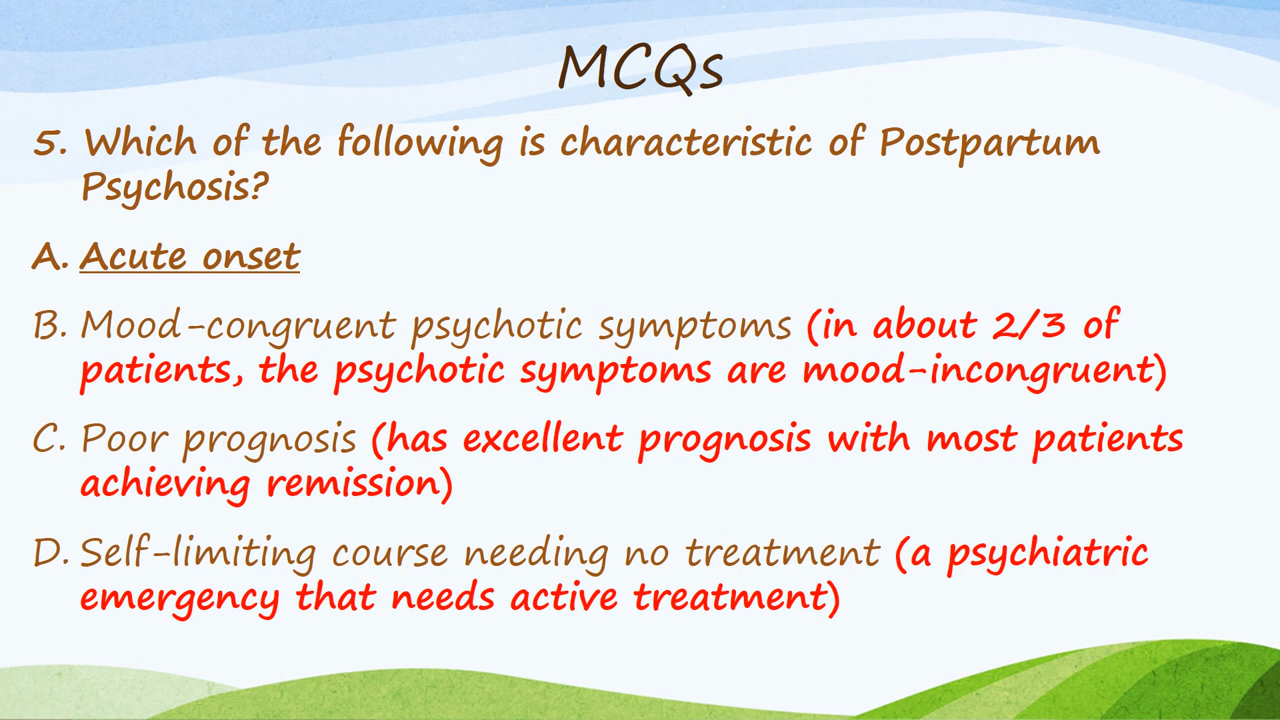 MCQs
5. Which of the following is characteristic of Postpartum
Psychosis?
A. Acute onset
B. Mood-congruent psychotic symptoms (in about 2/3 of
patients, the psychotic symptoms are mood-incongruent)
C. Poor prognosis (has excellent prognosis with most patients
achieving remission)
D. Self-limiting course needing no treatment (a psychiatric
emergency that needs active treatment)